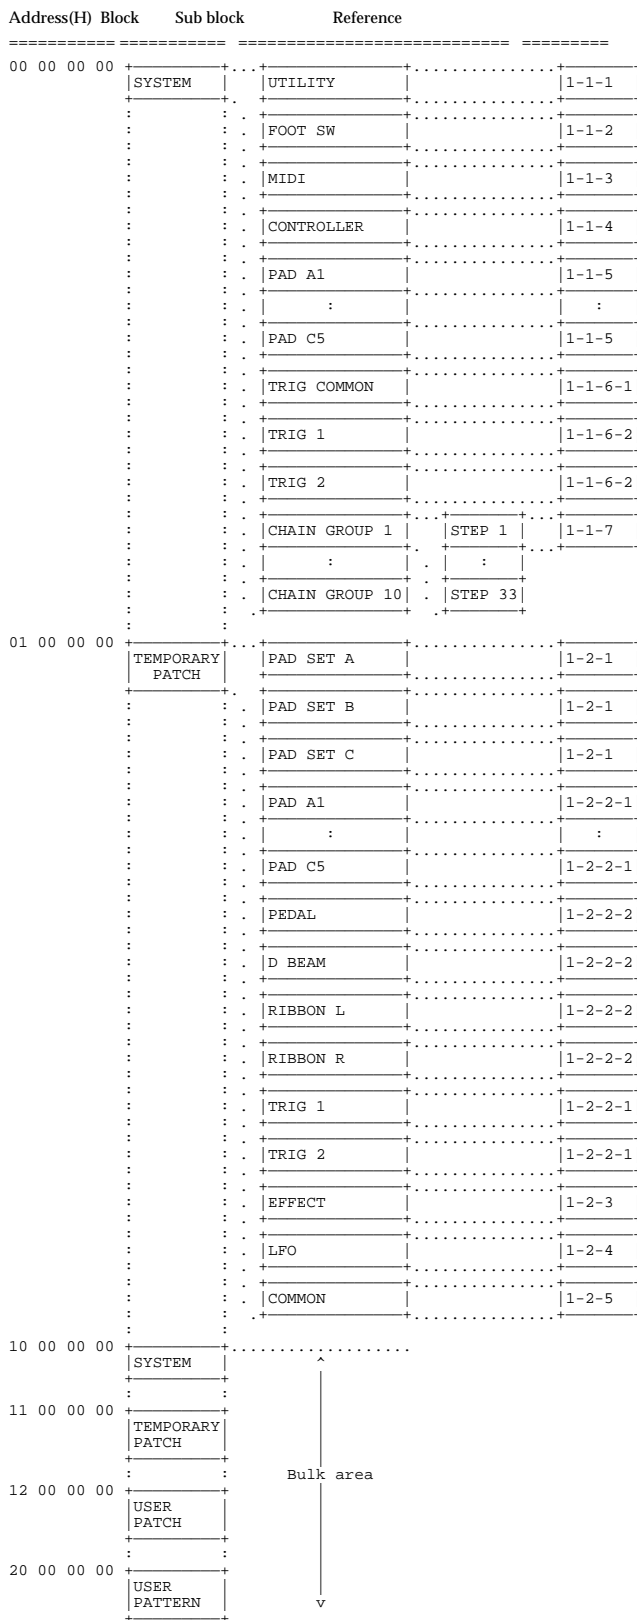 Address(H) Block Sub block Reference
=========== =========== ============================ =========
00 00 00 00
SYSTEM UTILITY 1-1-1
FOOT SW 1-1-2
MIDI 1-1-3
CONTROLLER 1-1-4
PAD A1 1-1-5
: :
PAD C5 1-1-5
TRIG COMMON 1-1-6-1
TRIG 1 1-1-6-2
TRIG 2 1-1-6-2
CHAIN GROUP 1 STEP 1 1-1-7
: :
CHAIN GROUP 10 STEP 33
01 00 00 00
TEMPORARY PAD SET A 1-2-1
PATCH
PAD SET B 1-2-1
PAD SET C 1-2-1
PAD A1 1-2-2-1
: :
PAD C5 1-2-2-1
PEDAL 1-2-2-2
D BEAM 1-2-2-2
RIBBON L 1-2-2-2
RIBBON R 1-2-2-2
TRIG 1 1-2-2-1
TRIG 2 1-2-2-1
EFFECT 1-2-3
LFO 1-2-4
COMMON 1-2-5
10 00 00 00
SYSTEM ^
11 00 00 00
TEMPORARY
PATCH
: : Bulk area
12 00 00 00
USER
PATCH
20 00 00 00
USER
PATTERN v